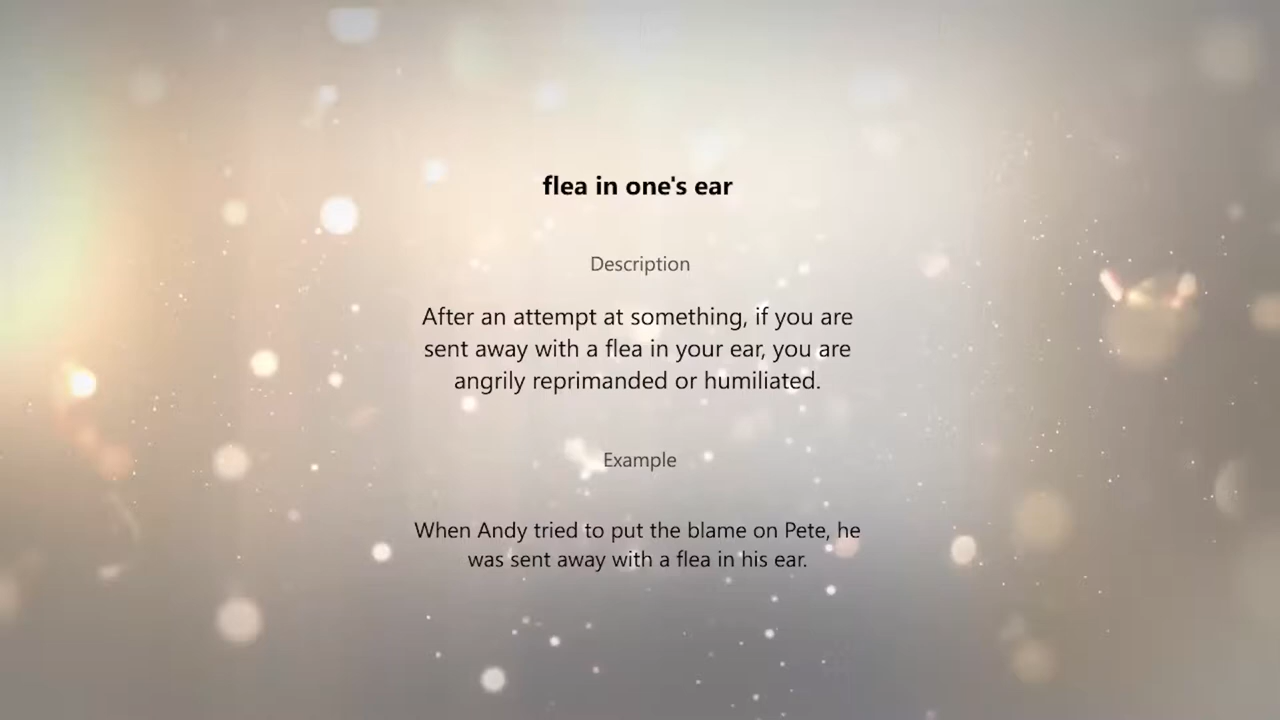 flea in one's ear
Description
After an attempt at something, if you are
sent away with a flea in your ear, you are
angrily reprimanded or humiliated.
Example
When Andy tried to put the blame on Pete, he
was sent away with a flea in his ear.